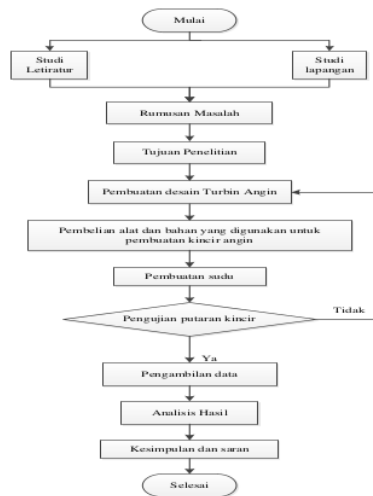 Mulai
Studi
Letiratur
Studi
lapangan
Rumusan Masalah
Tujuan Penelitian
Pembuatan desain Turbin Angin
Pembelian alat dan bahan yang digunakan untuk
pembuatan kincir angin
Pembuatan sudu
Pengujian putaran kincir
Tidak
Ya
Pengambilan data
Analisis Hasil
Kesimpulan dan saran
Selesai